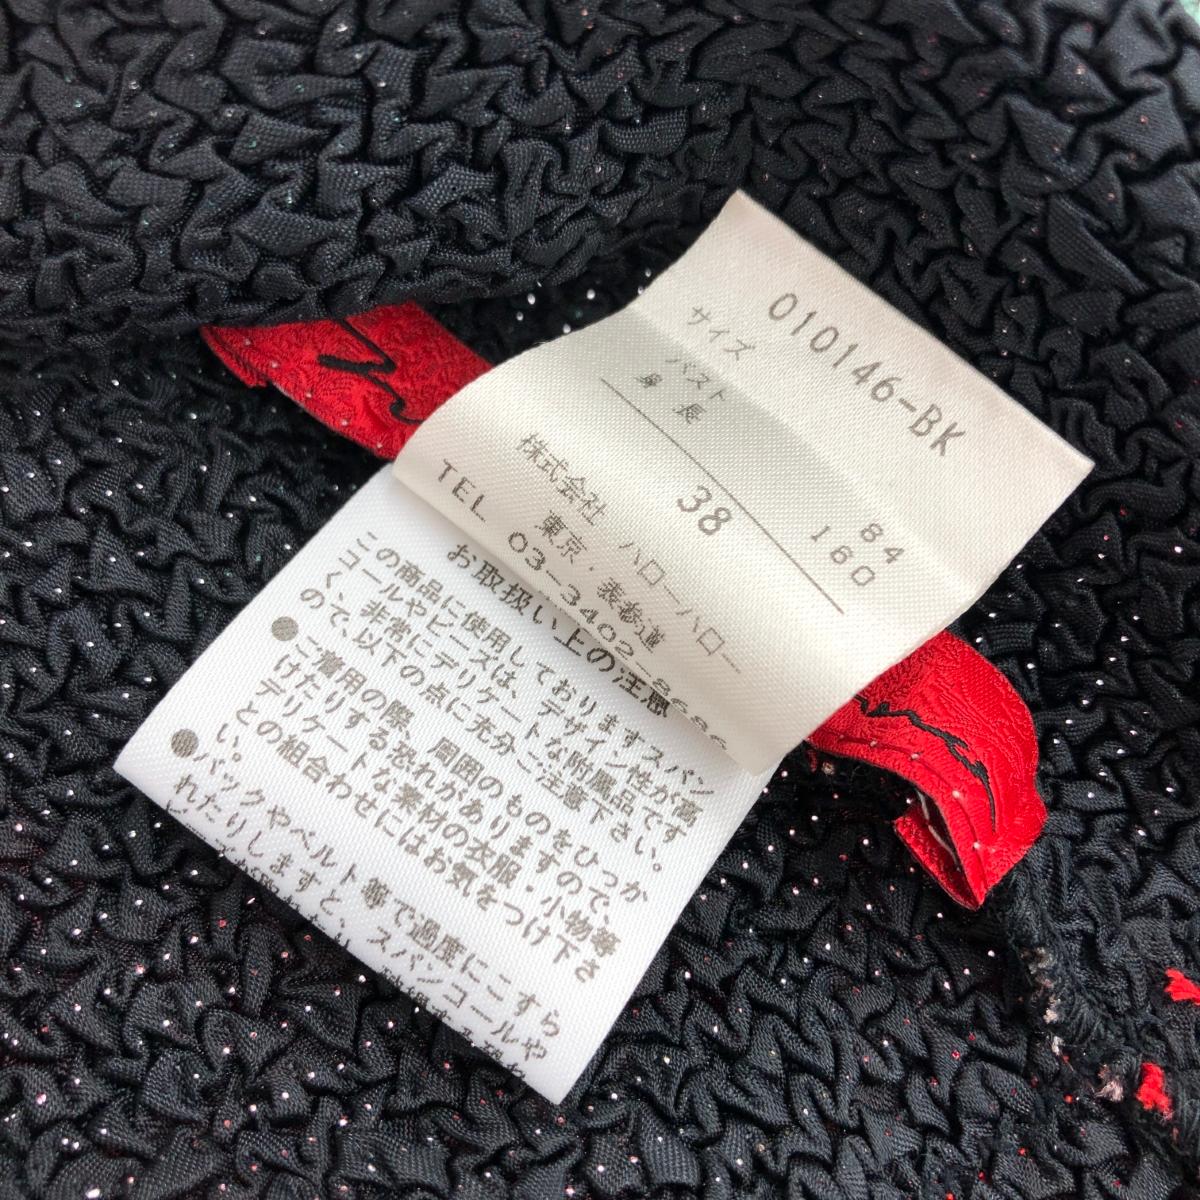 010146-BK
サイズ
バスト 84
身長 160
38
株式会社 ハローハロー
東京・表参道
TEL 03-3402-8686
お取扱い上の注意
この商品に使用しておりますスパン
コールやビーズは、デザイン性が高
く、非常にデリケートな附属品です
ので、以下の点に充分ご注意下さい。
●ご着用の際、周囲のものをひっか
けたりする恐れがありますので、
デリケートな素材の衣服・小物等
との組合わせにはお気をつけ下さ
い。
●バックやベルト等で過度にこすら
れたりしますと、スパンコールや